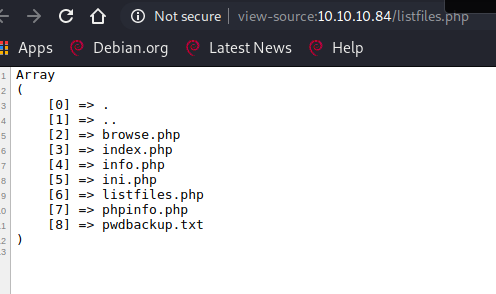 Not secure | view-source:10.10.10.84/listfiles.php
Apps Debian.org Latest News Help
1 Array
2 (
3 [0] => .
4 [1] => ..
5 [2] => browse.php
6 [3] => index.php
7 [4] => info.php
8 [5] => ini.php
9 [6] => listfiles.php
10 [7] => phpinfo.php
11 [8] => pwdbackup.txt
12 )
13